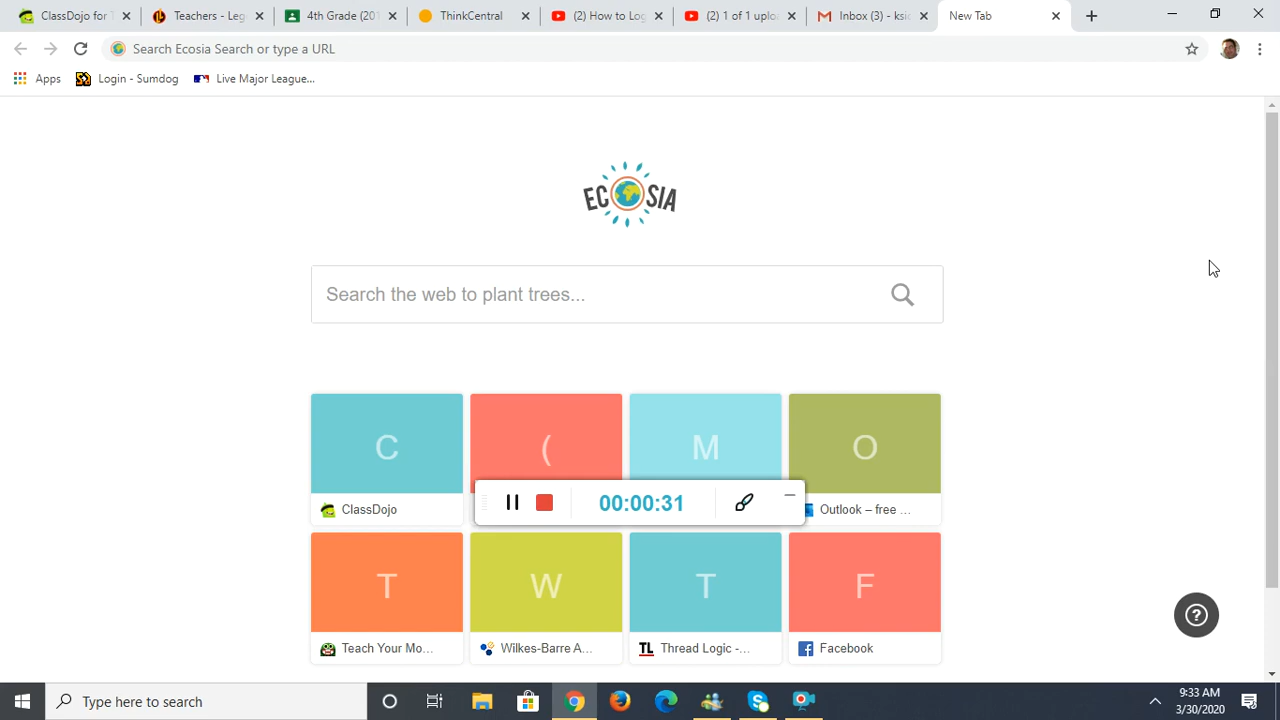 ClassDojo for T
Teachers - Leg
4th Grade (201
ThinkCentral
(2) How to Log
(2) 1 of 1 uplo
Inbox (3) - ksia
New Tab
Search Ecosia Search or type a URL
Apps
Login - Sumdog
Live Major League...
ECOSIA
Search the web to plant trees...
C
(
M
O
ClassDojo
00:00:31
Outlook – free ...
T
W
T
F
Teach Your Mo...
Wilkes-Barre A...
TL
Thread Logic -...
Facebook
Type here to search
9:33 AM
3/30/2020